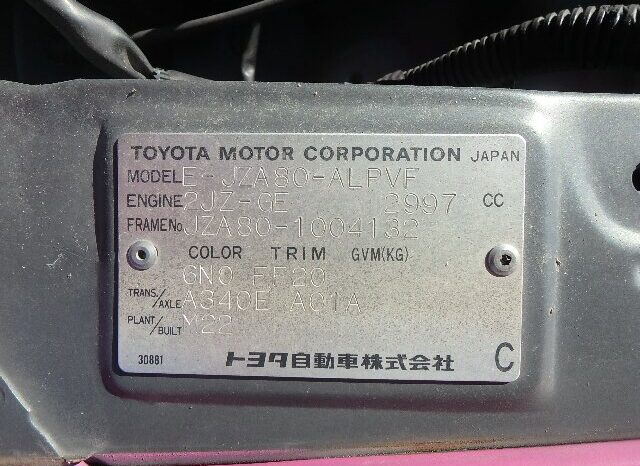 TOYOTA MOTOR CORPORATION JAPAN
MODEL E-JZA80-ALPVF
ENGINE 2JZ-GE 2997 CC
FRAME No. JZA80-1004132
COLOR TRIM GVM(KG)
6N0 FF20
TRANS./AXLE A340E A01A
PLANT/BUILT M22
30881 トヨタ自動車株式会社 C